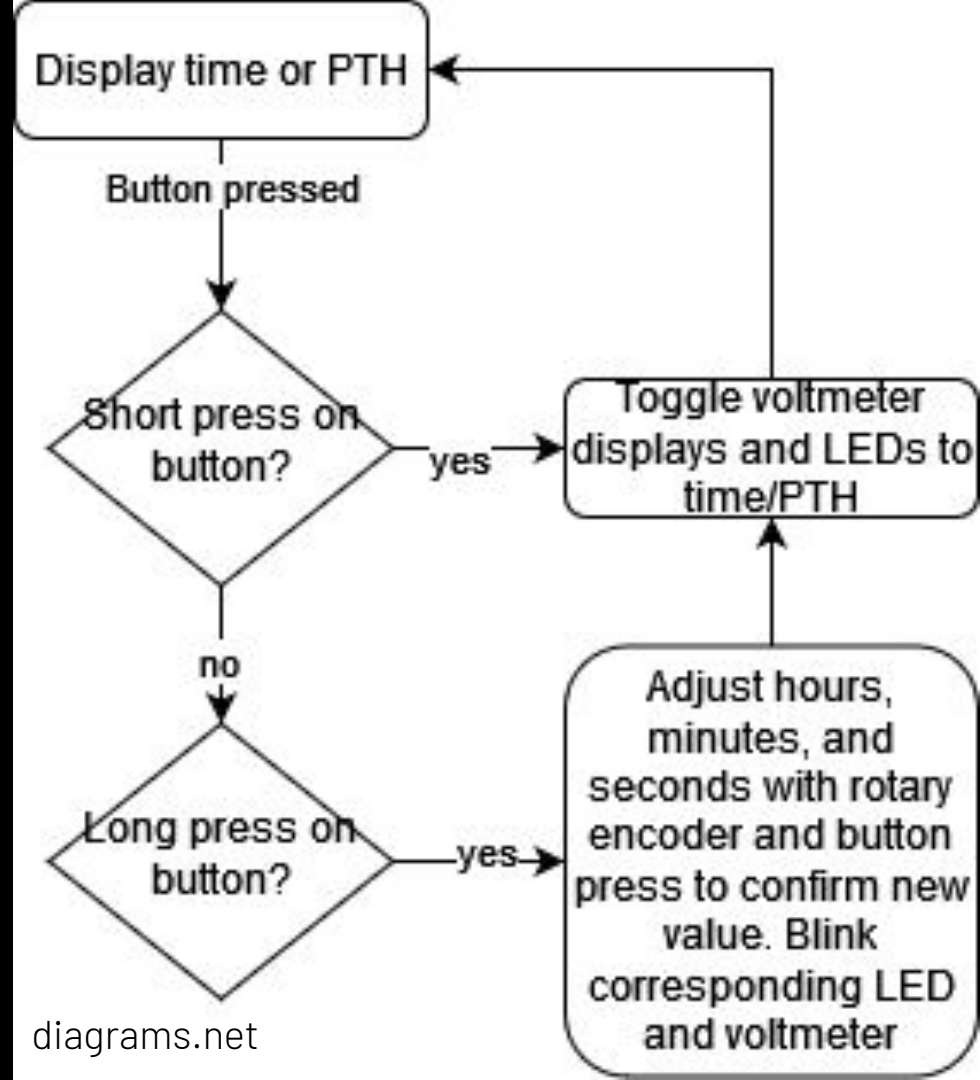 Display time or PTH
Button pressed
Short press on
button?
yes
Toggle voltmeter
displays and LEDs to
time/PTH
no
Long press on
button?
yes
Adjust hours,
minutes, and
seconds with rotary
encoder and button
press to confirm new
value. Blink
corresponding LED
and voltmeter
diagrams.net